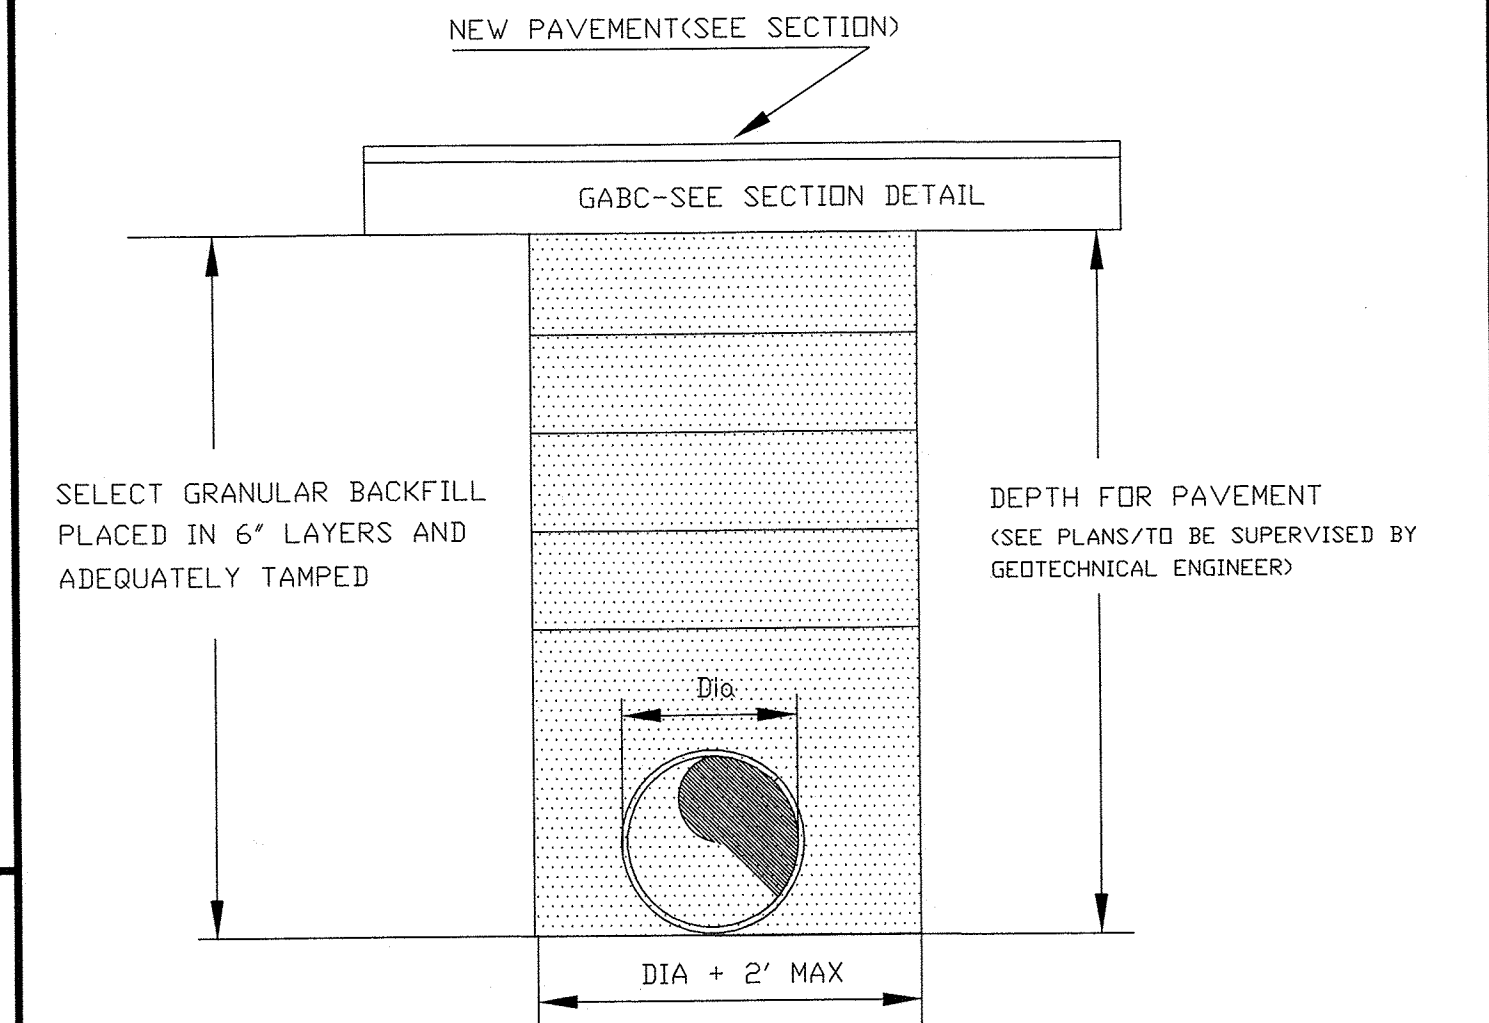 NEW PAVEMENT(SEE SECTION)
GABC-SEE SECTION DETAIL
SELECT GRANULAR BACKFILL
PLACED IN 6" LAYERS AND
ADEQUATELY TAMPED
DEPTH FOR PAVEMENT
(SEE PLANS/TO BE SUPERVISED BY
GEOTECHNICAL ENGINEER)
Dia
DIA + 2' MAX